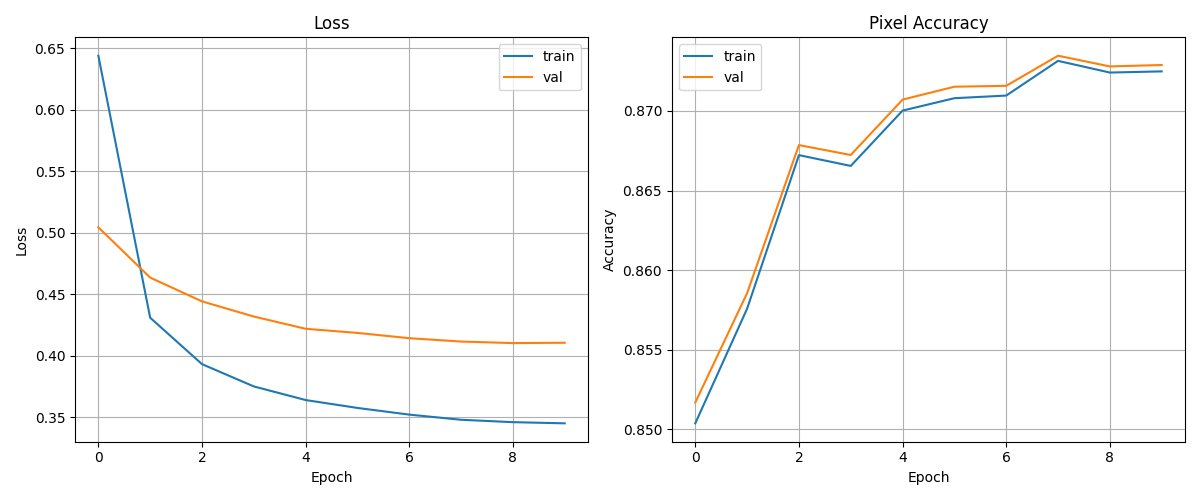 Loss
0.65
0.60
0.55
0.50
0.45
0.40
0.35
Loss
0 2 4 6 8
Epoch
train
val
Pixel Accuracy
0.870
0.865
0.860
0.855
0.850
Accuracy
0 2 4 6 8
Epoch
train
val